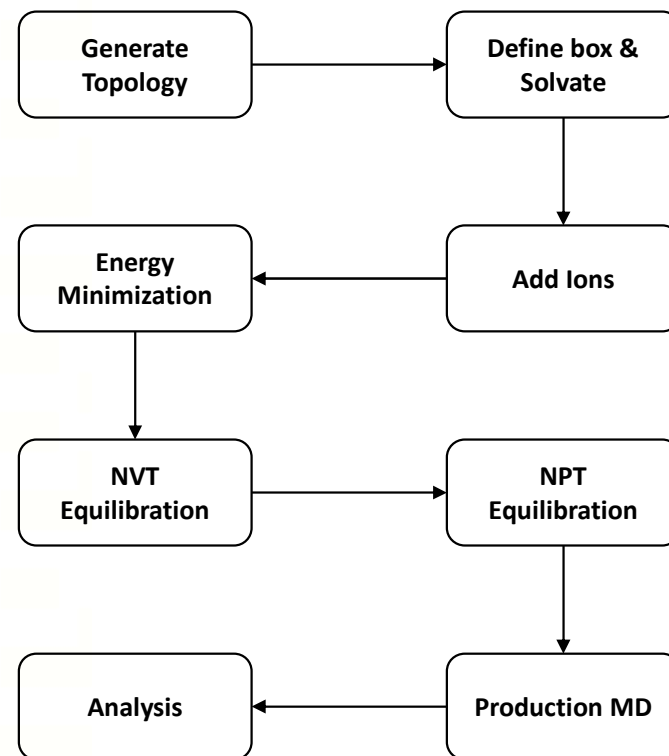 Generate
Topology
Define box &
Solvate
Add Ions
Energy
Minimization
NVT
Equilibration
NPT
Equilibration
Production MD
Analysis